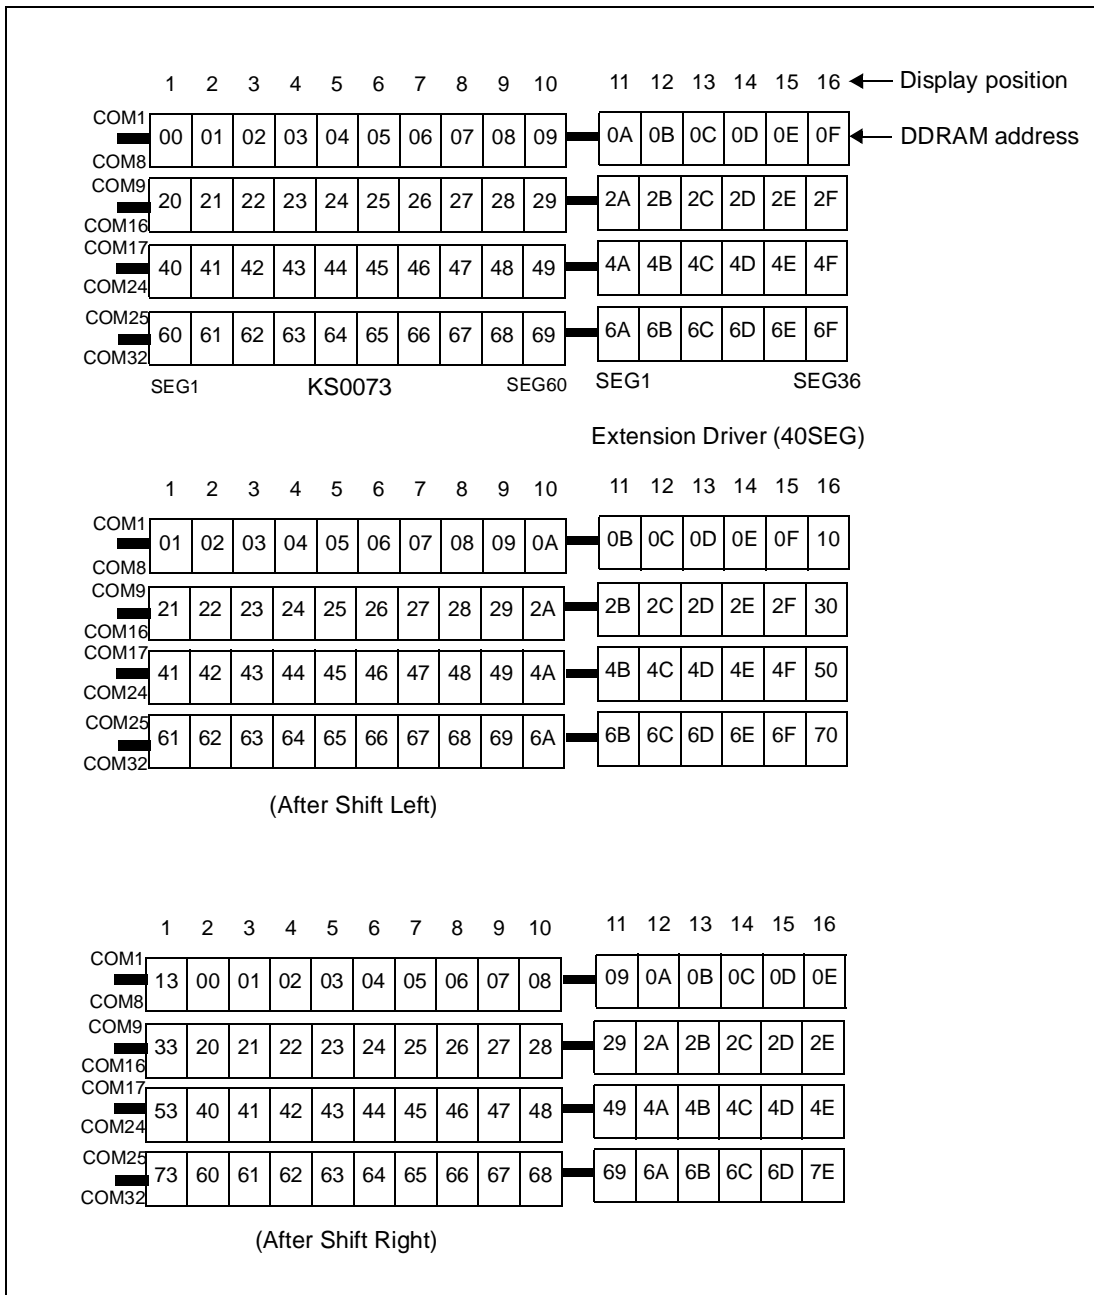 1 2 3 4 5 6 7 8 9 10 11 12 13 14 15 16 Display position
COM1
00 01 02 03 04 05 06 07 08 09 0A 0B 0C 0D 0E 0F DDRAM address
COM8
COM9
20 21 22 23 24 25 26 27 28 29 2A 2B 2C 2D 2E 2F
COM16
COM17
40 41 42 43 44 45 46 47 48 49 4A 4B 4C 4D 4E 4F
COM24
COM25
60 61 62 63 64 65 66 67 68 69 6A 6B 6C 6D 6E 6F
COM32
SEG1 KS0073 SEG60 SEG1 SEG36
Extension Driver (40SEG)
1 2 3 4 5 6 7 8 9 10 11 12 13 14 15 16
COM1
01 02 03 04 05 06 07 08 09 0A 0B 0C 0D 0E 0F 10
COM8
COM9
21 22 23 24 25 26 27 28 29 2A 2B 2C 2D 2E 2F 30
COM16
COM17
41 42 43 44 45 46 47 48 49 4A 4B 4C 4D 4E 4F 50
COM24
COM25
61 62 63 64 65 66 67 68 69 6A 6B 6C 6D 6E 6F 70
COM32
(After Shift Left)
1 2 3 4 5 6 7 8 9 10 11 12 13 14 15 16
COM1
13 00 01 02 03 04 05 06 07 08 09 0A 0B 0C 0D 0E
COM8
COM9
33 20 21 22 23 24 25 26 27 28 29 2A 2B 2C 2D 2E
COM16
COM17
53 40 41 42 43 44 45 46 47 48 49 4A 4B 4C 4D 4E
COM24
COM25
73 60 61 62 63 64 65 66 67 68 69 6A 6B 6C 6D 7E
COM32
(After Shift Right)